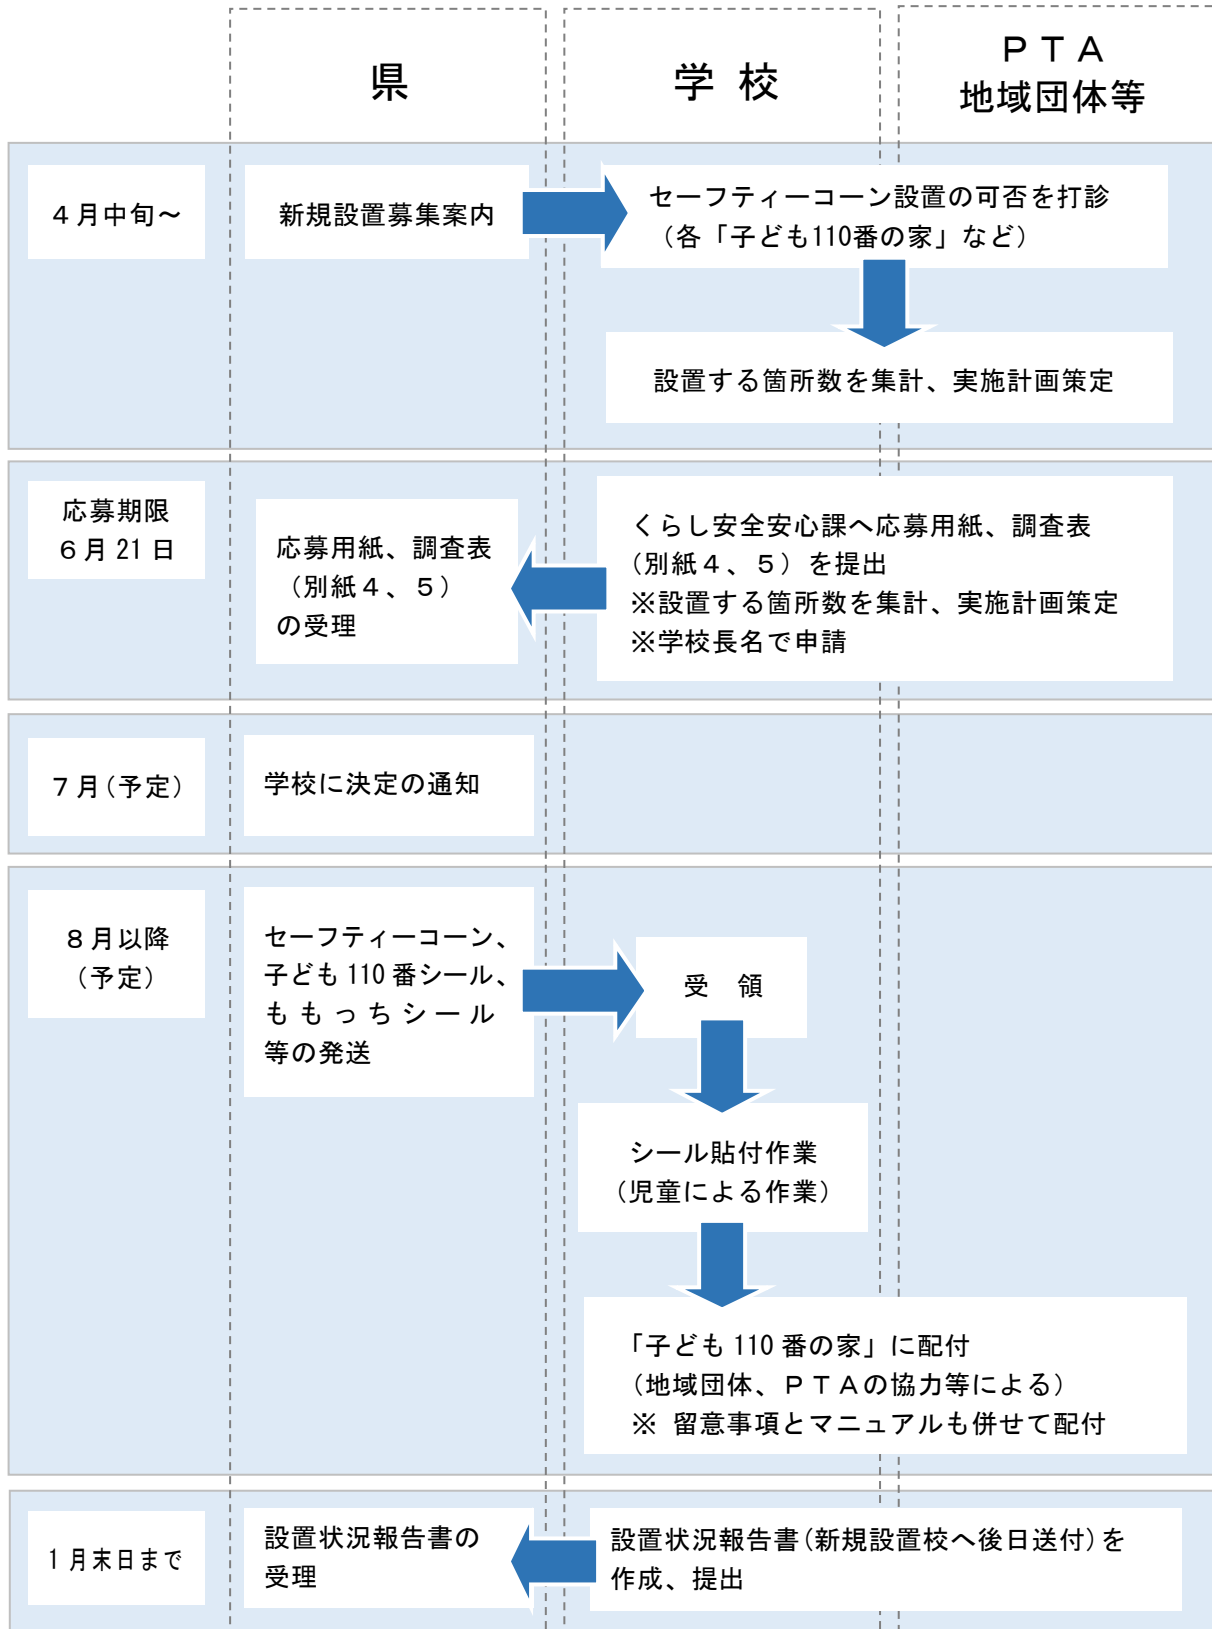 県
学 校
ＰＴＡ
地域団体等
４月中旬～
新規設置募集案内
セーフティーコーン設置の可否を打診
（各「子ども110番の家」など）
設置する箇所数を集計、実施計画策定
応募期限
６月 21 日
応募用紙、調査表
（別紙４、５）
の受理
くらし安全安心課へ応募用紙、調査表
（別紙４、５）を提出
※設置する箇所数を集計、実施計画策定
※学校長名で申請
７月(予定)
学校に決定の通知
８月以降
(予定)
セーフティーコーン、
子ども 110 番シール、
ももっちシール
等の発送
受　領
シール貼付作業
（児童による作業）
「子ども 110 番の家」に配付
（地域団体、ＰＴＡの協力等による）
※ 留意事項とマニュアルも併せて配付
１月末日まで
設置状況報告書の
受理
設置状況報告書(新規設置校へ後日送付)を
作成、提出